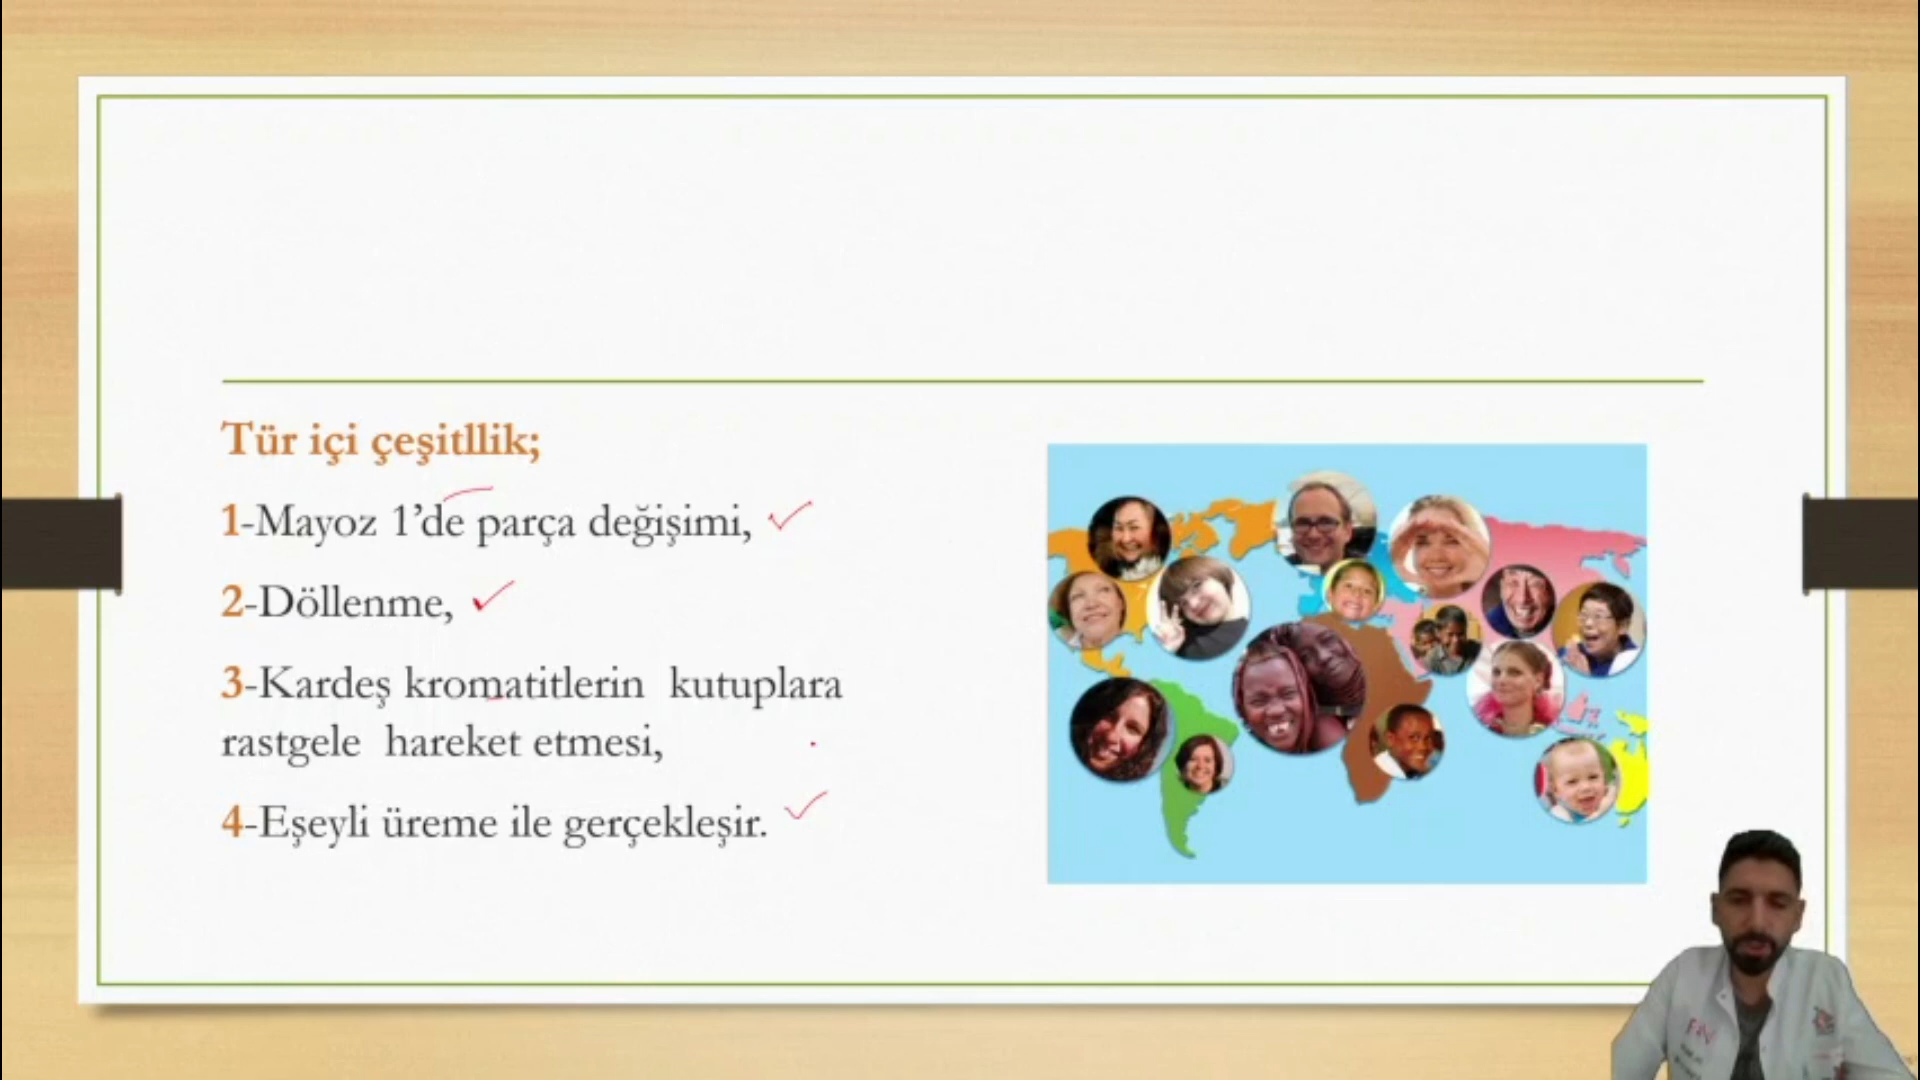 Tür içi çeşitllik;
1-Mayoz 1’de parça değişimi,
2-Döllenme,
3-Kardeş kromatitlerin kutuplara
rastgele hareket etmesi,
4-Eşeyli üreme ile gerçekleşir.